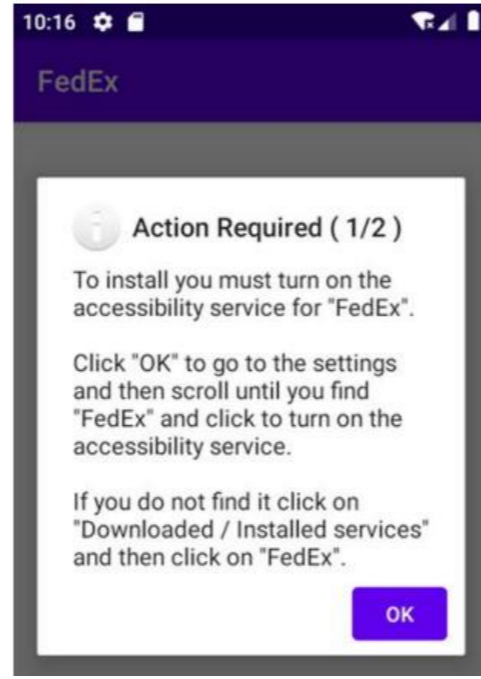 10:16
FedEx
Action Required ( 1/2 )
To install you must turn on the
accessibility service for "FedEx".
Click "OK" to go to the settings
and then scroll until you find
"FedEx" and click to turn on the
accessibility service.
If you do not find it click on
"Downloaded / Installed services"
and then click on "FedEx".
OK